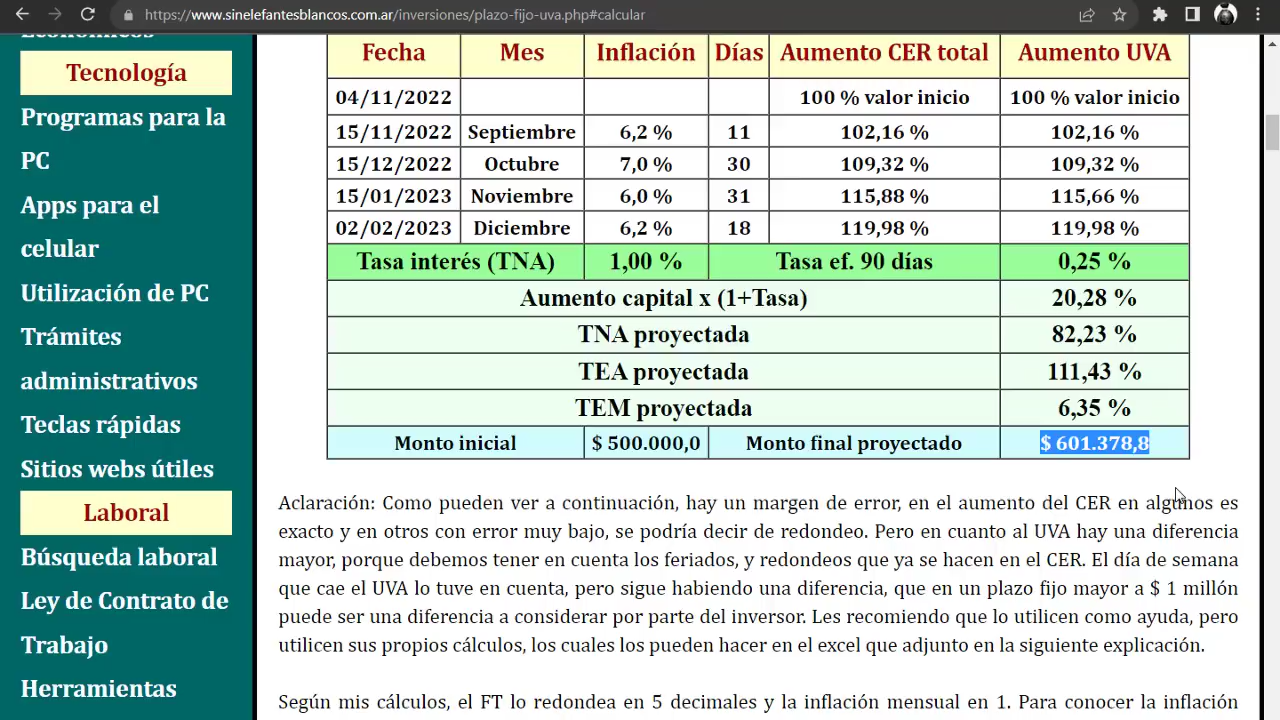 https://www.sinelefantesblancos.com.ar/inversiones/plazo-fijo-uva.php#calcular
Económicos
Tecnología
Programas para la
PC
Apps para el
celular
Utilización de PC
Trámites
administrativos
Teclas rápidas
Sitios webs útiles
Laboral
Búsqueda laboral
Ley de Contrato de
Trabajo
Herramientas
Fecha Mes Inflación Días Aumento CER total Aumento UVA
04/11/2022 100 % valor inicio 100 % valor inicio
15/11/2022 Septiembre 6,2 % 11 102,16 % 102,16 %
15/12/2022 Octubre 7,0 % 30 109,32 % 109,32 %
15/01/2023 Noviembre 6,0 % 31 115,88 % 115,66 %
02/02/2023 Diciembre 6,2 % 18 119,98 % 119,98 %
Tasa interés (TNA) 1,00 % Tasa ef. 90 días 0,25 %
Aumento capital x (1+Tasa) 20,28 %
TNA proyectada 82,23 %
TEA proyectada 111,43 %
TEM proyectada 6,35 %
Monto inicial $ 500.000,0 Monto final proyectado $ 601.378,8
Aclaración: Como pueden ver a continuación, hay un margen de error, en el aumento del CER en algunos es
exacto y en otros con error muy bajo, se podría decir de redondeo. Pero en cuanto al UVA hay una diferencia
mayor, porque debemos tener en cuenta los feriados, y redondeos que ya se hacen en el CER. El día de semana
que cae el UVA lo tuve en cuenta, pero sigue habiendo una diferencia, que en un plazo fijo mayor a $ 1 millón
puede ser una diferencia a considerar por parte del inversor. Les recomiendo que lo utilicen como ayuda, pero
utilicen sus propios cálculos, los cuales los pueden hacer en el excel que adjunto en la siguiente explicación.
Según mis cálculos, el FT lo redondea en 5 decimales y la inflación mensual en 1. Para conocer la inflación